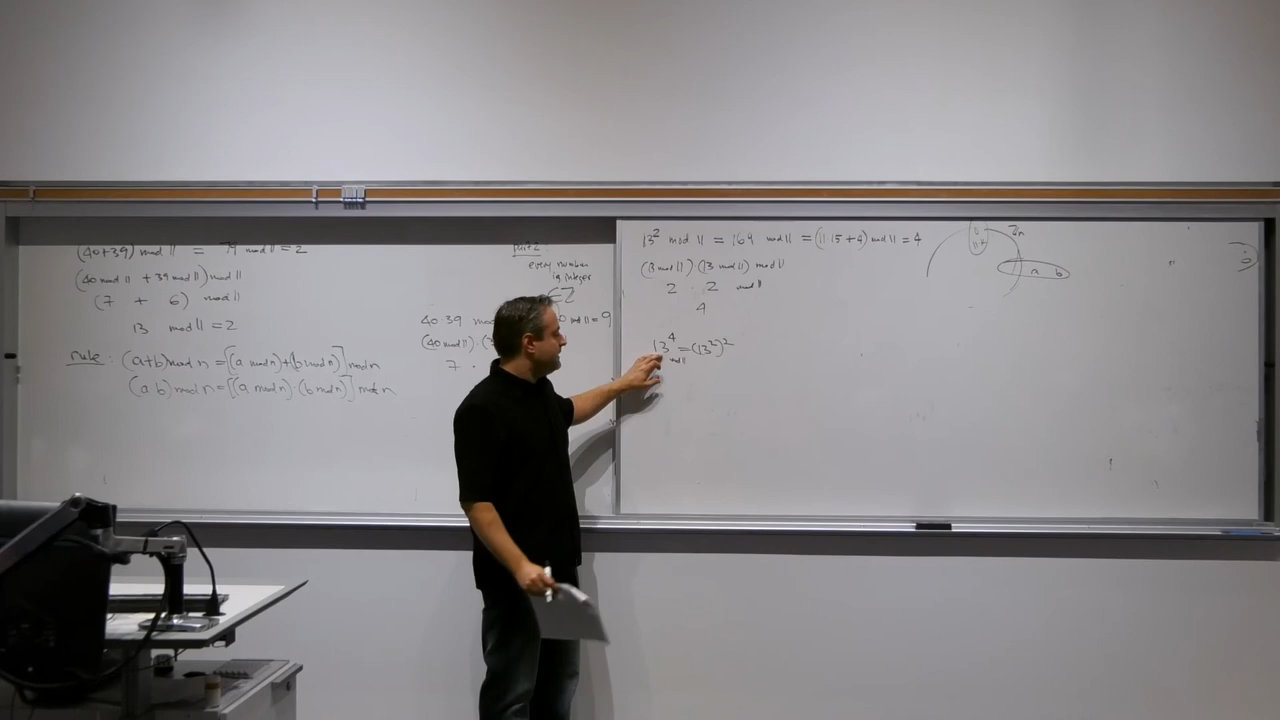 (40+39) mod 11 = 79 mod 11 = 2
(40 mod 11 + 39 mod 11) mod 11
(7 + 6) mod 11
13 mod 11 = 2
rule: (a+b) mod n = [(a mod n)+(b mod n)] mod n
(a·b) mod n = [(a mod n)·(b mod n)] mod n
part 2:
every number
is integer
∈Z
40·39 mod
mod 11 = 9
(40 mod 11)·(3
7 ·
13² mod 11 = 169 mod 11 = (11·15+4) mod 11 = 4
(13 mod 11)·(13 mod 11) mod 11
2 · 2 mod 11
4
13⁴ = (13²)²
mod 11
Zn
a b